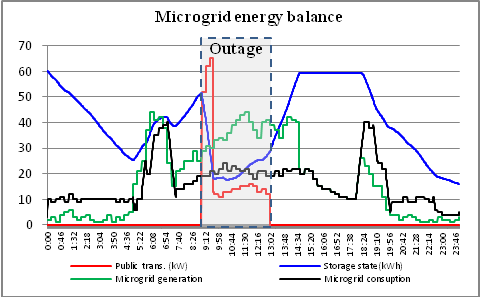 Microgrid energy balance
Outage
70
60
50
40
30
20
10
0
0:00 0:46 1:32 2:18 3:04 3:50 4:36 5:22 6:08 6:54 7:40 8:26 9:12 9:58 10:44 11:30 12:16 13:02 13:48 14:34 15:20 16:06 16:52 17:38 18:24 19:10 19:56 20:42 21:28 22:14 23:00 23:46
Public trans. (kW) Storage state(kWh)
Microgrid generation Microgrid consuption